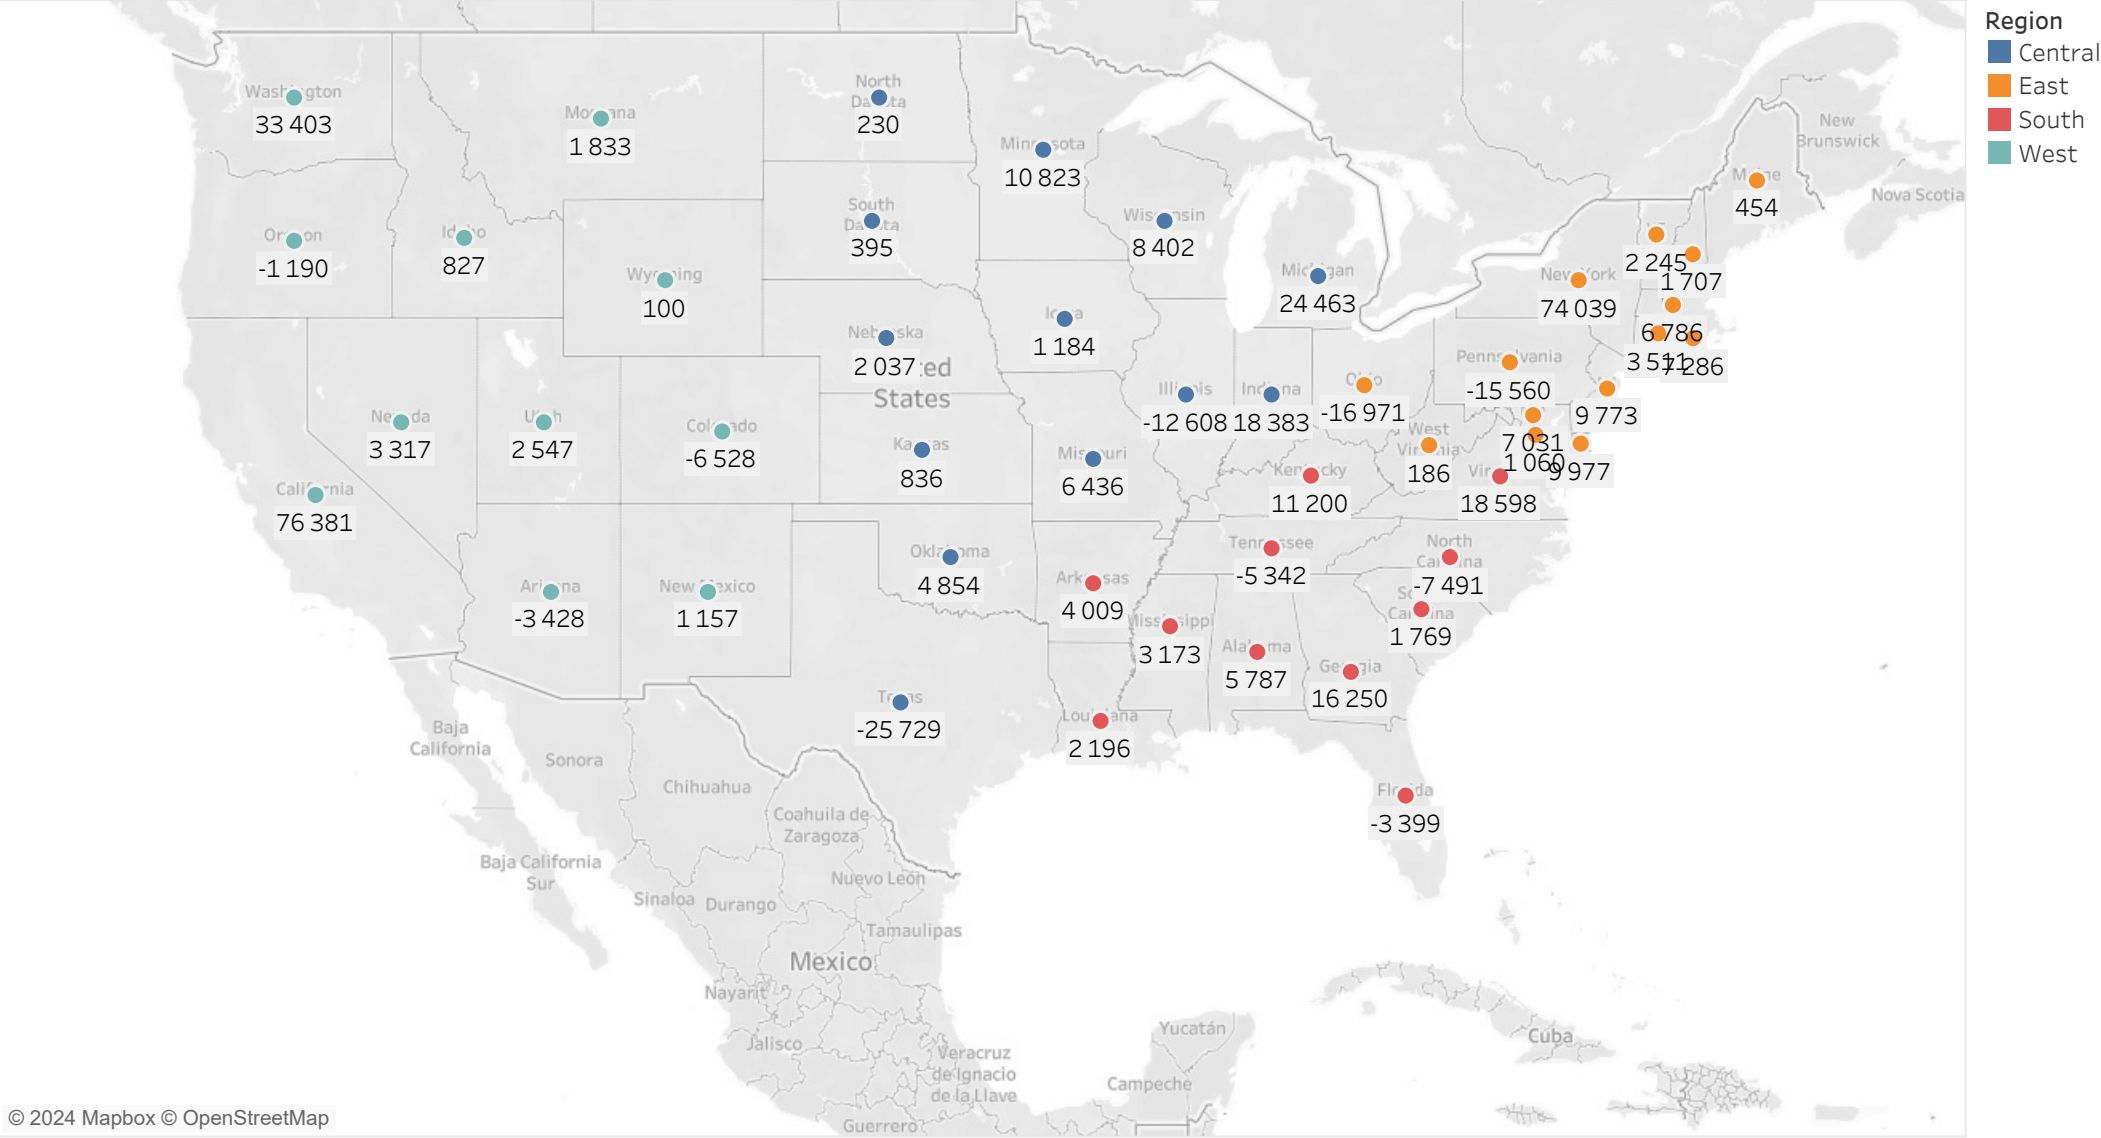 Region
Central
East
South
West
North
Dakota
230
Washington
33 403
Montana
1 833
Minnesota
10 823
New
Brunswick
Maine
454
Nova Scotia
South
Dakota
395
Wisconsin
8 402
Oregon
-1 190
Idaho
827
Wyoming
100
Michigan
24 463
New York
74 039
2 245
1 707
Iowa
1 184
6 786
Nebraska
2 037
United
States
Pennsylvania
-15 560
3 511
7 286
Illinois
-12 608
Indiana
18 383
Ohio
-16 971
9 773
Nevada
3 317
Utah
2 547
Colorado
-6 528
Kansas
836
Missouri
6 436
West
Virginia
186
7 031
1 060
9 977
Kentucky
11 200
Virginia
18 598
California
76 381
Oklahoma
4 854
Tennessee
-5 342
North
Carolina
-7 491
Arizona
-3 428
New Mexico
1 157
Arkansas
4 009
South
Carolina
1 769
Mississippi
3 173
Alabama
5 787
Georgia
16 250
Texas
-25 729
Louisiana
2 196
Baja
California
Sonora
Chihuahua
Florida
-3 399
Coahuila de
Zaragoza
Baja California
Sur
Nuevo León
Sinaloa
Durango
Tamaulipas
Mexico
Nayarit
Yucatán
Cuba
Jalisco
Veracruz
de Ignacio
de la Llave
Campeche
Guerrero
© 2024 Mapbox © OpenStreetMap